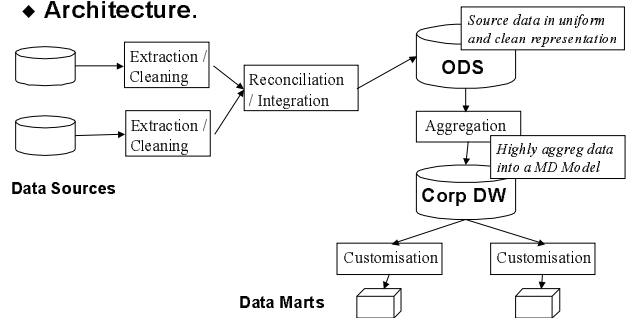 ◆ Architecture.
Source data in uniform
and clean representation
ODS
Extraction /
Cleaning
Reconciliation
/ Integration
Extraction /
Cleaning
Aggregation
Highly aggreg data
into a MD Model
Data Sources
Corp DW
Customisation
Customisation
Data Marts